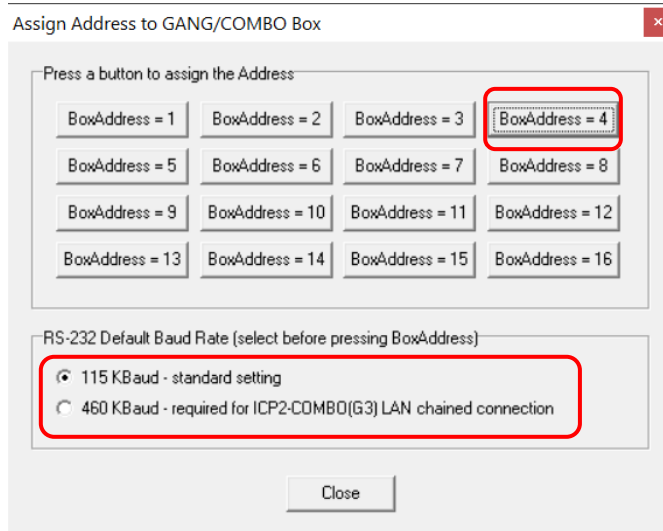 Assign Address to GANG/COMBO Box
Press a button to assign the Address
BoxAddress = 1 BoxAddress = 2 BoxAddress = 3 BoxAddress = 4
BoxAddress = 5 BoxAddress = 6 BoxAddress = 7 BoxAddress = 8
BoxAddress = 9 BoxAddress = 10 BoxAddress = 11 BoxAddress = 12
BoxAddress = 13 BoxAddress = 14 BoxAddress = 15 BoxAddress = 16
RS-232 Default Baud Rate (select before pressing BoxAddress)
115 KBaud - standard setting
460 KBaud - required for ICP2-COMBO(G3) LAN chained connection
Close